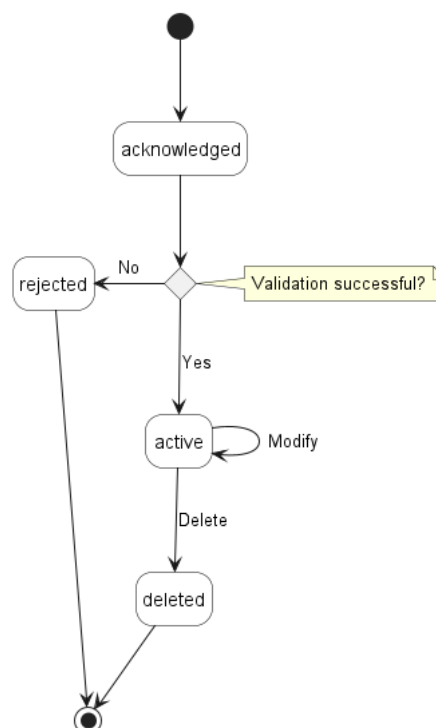 acknowledged
rejected
No
Validation successful?
Yes
active
Modify
Delete
deleted